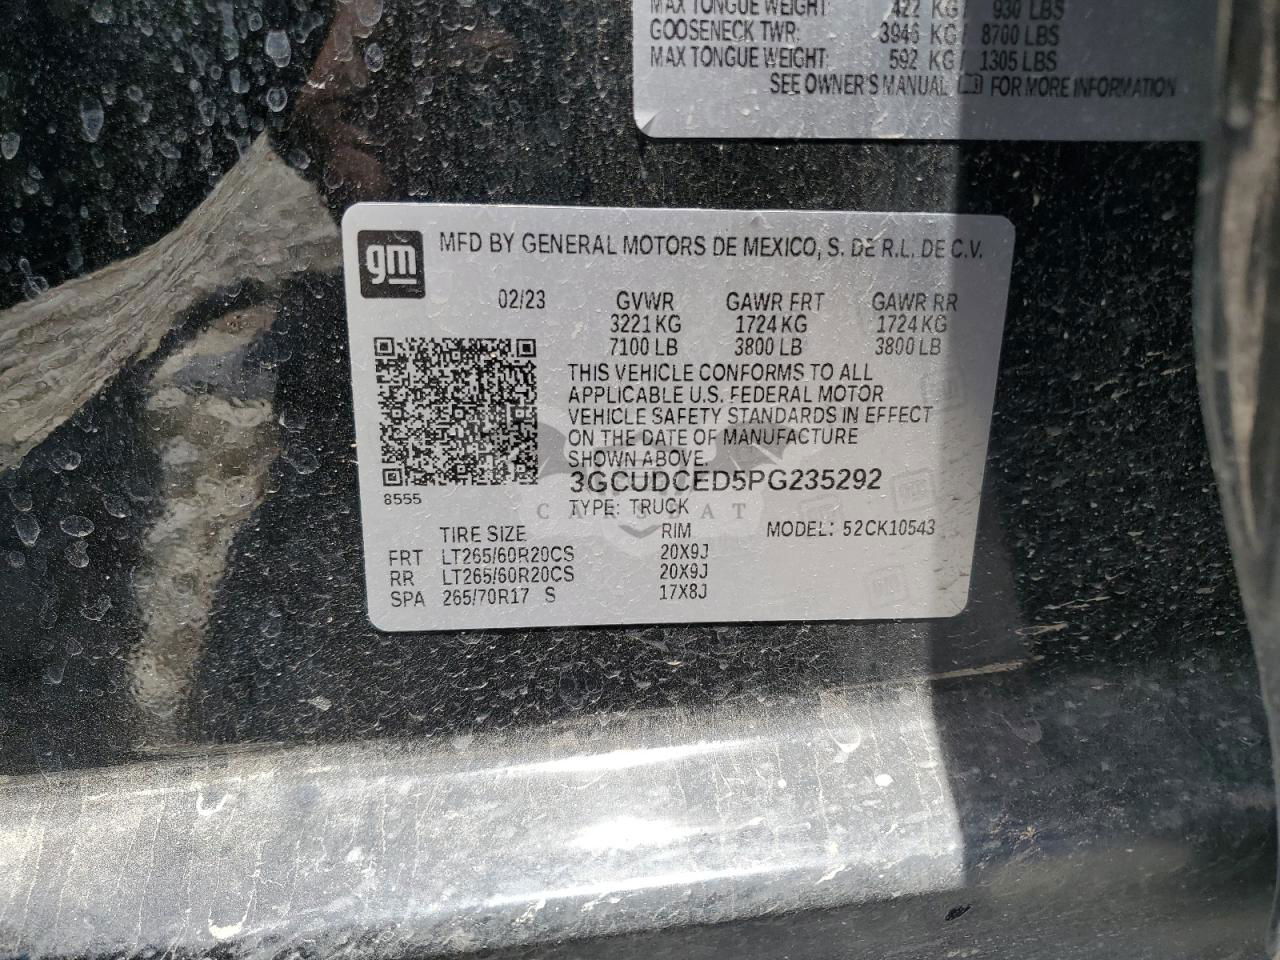 MAX TONGUE WEIGHT: 422 KG/ 930 LBS
GOOSENECK TWR: 3946 KG/ 8700 LBS
MAX TONGUE WEIGHT: 592 KG/ 1305 LBS
SEE OWNER'S MANUAL FOR MORE INFORMATION
gm
MFD BY GENERAL MOTORS DE MEXICO, S. DE R.L. DE C.V.
02/23 GVWR GAWR FRT GAWR RR
3221 KG 1724 KG 1724 KG
7100 LB 3800 LB 3800 LB
THIS VEHICLE CONFORMS TO ALL
APPLICABLE U.S. FEDERAL MOTOR
VEHICLE SAFETY STANDARDS IN EFFECT
ON THE DATE OF MANUFACTURE
SHOWN ABOVE.
3GCUDCED5PG235292
8555
TYPE: TRUCK
TIRE SIZE RIM MODEL: 52CK10543
FRT LT265/60R20CS 20X9J
RR LT265/60R20CS 20X9J
SPA 265/70R17 S 17X8J